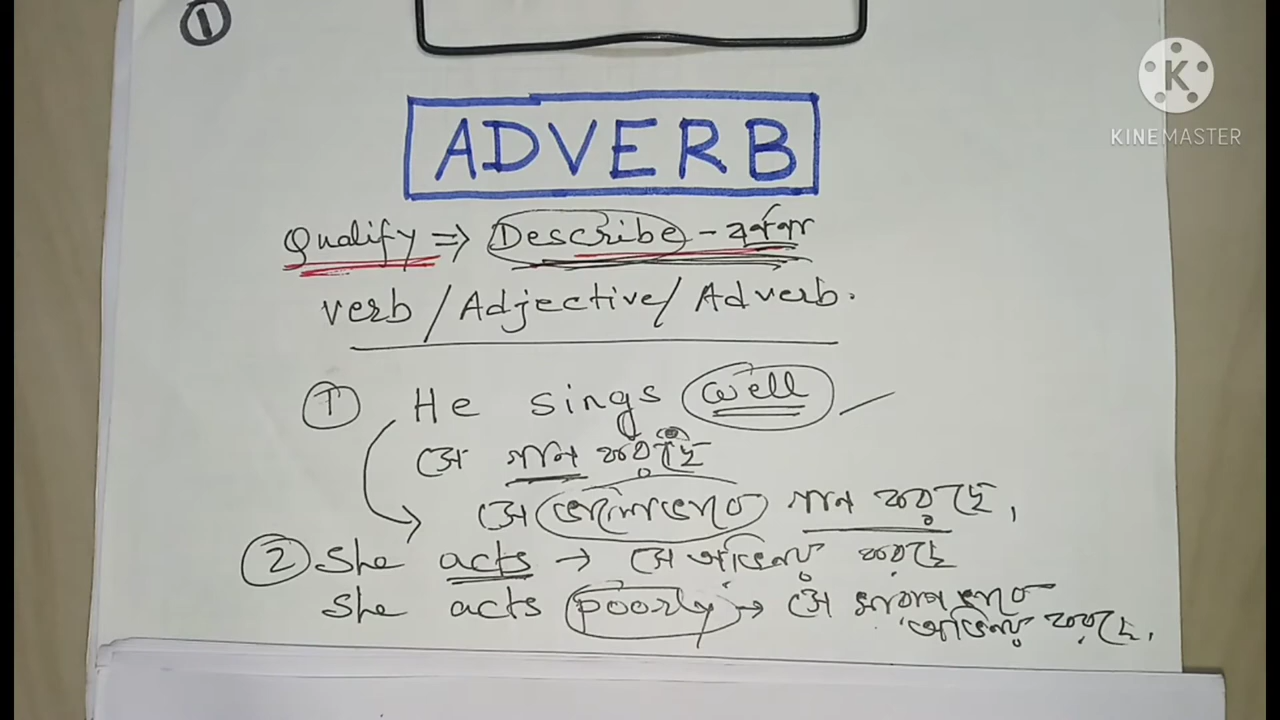 ①
KINEMASTER
ADVERB
Qualify => Describe - বর্ণনা
verb / Adjective / Adverb.
① He sings well
সে গান করছে
সে ভালোভাবে গান করছে,
② She acts → সে অভিনয় করছে
She acts poorly → সে খারাপ ভাবে
অভিনয় করছে,